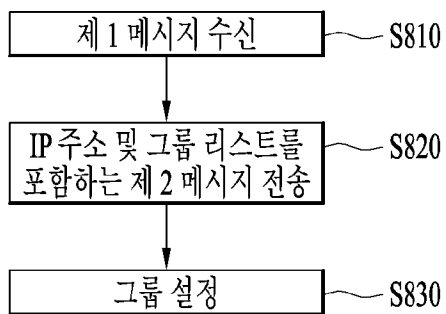 제 1 메시지 수신
S810
IP 주소 및 그룹 리스트를
포함하는 제 2 메시지 전송
S820
그룹 설정
S830